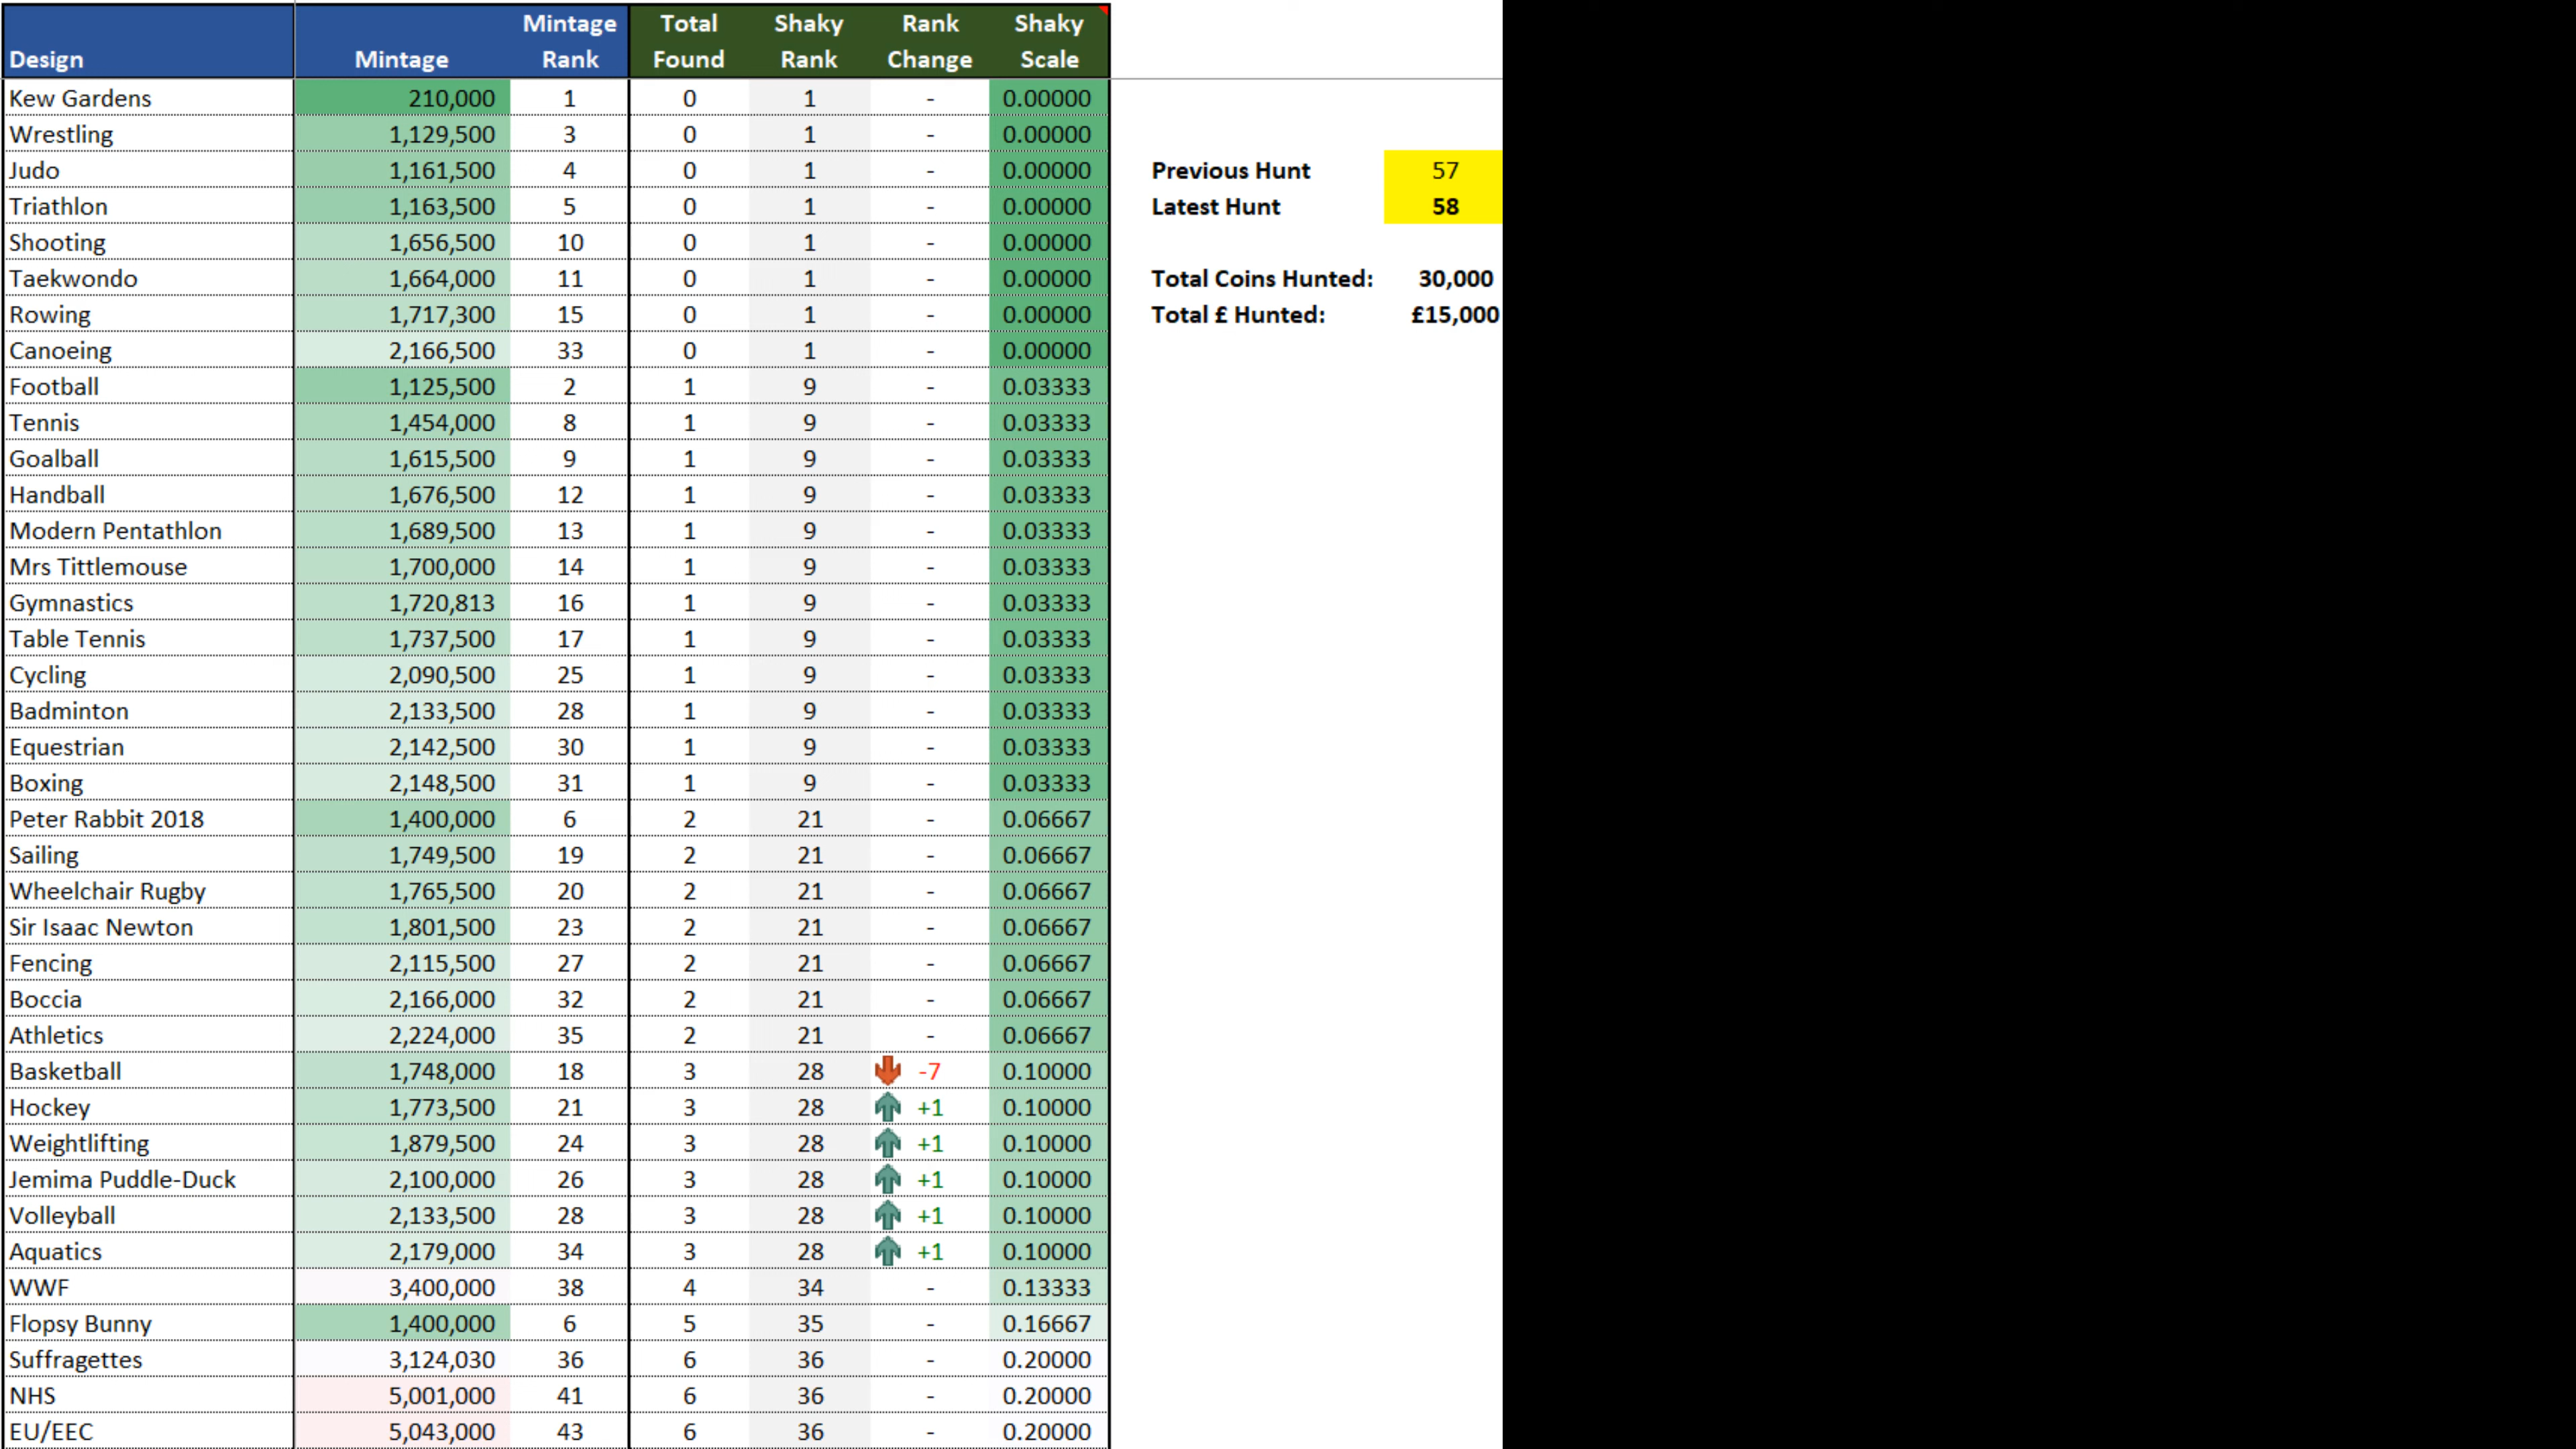 Design Mintage Mintage Rank Total Found Shaky Rank Rank Change Shaky Scale
Kew Gardens 210,000 1 0 1 - 0.00000
Wrestling 1,129,500 3 0 1 - 0.00000
Judo 1,161,500 4 0 1 - 0.00000 Previous Hunt 57
Triathlon 1,163,500 5 0 1 - 0.00000 Latest Hunt 58
Shooting 1,656,500 10 0 1 - 0.00000
Taekwondo 1,664,000 11 0 1 - 0.00000 Total Coins Hunted: 30,000
Rowing 1,717,300 15 0 1 - 0.00000 Total £ Hunted: £15,000
Canoeing 2,166,500 33 0 1 - 0.00000
Football 1,125,500 2 1 9 - 0.03333
Tennis 1,454,000 8 1 9 - 0.03333
Goalball 1,615,500 9 1 9 - 0.03333
Handball 1,676,500 12 1 9 - 0.03333
Modern Pentathlon 1,689,500 13 1 9 - 0.03333
Mrs Tittlemouse 1,700,000 14 1 9 - 0.03333
Gymnastics 1,720,813 16 1 9 - 0.03333
Table Tennis 1,737,500 17 1 9 - 0.03333
Cycling 2,090,500 25 1 9 - 0.03333
Badminton 2,133,500 28 1 9 - 0.03333
Equestrian 2,142,500 30 1 9 - 0.03333
Boxing 2,148,500 31 1 9 - 0.03333
Peter Rabbit 2018 1,400,000 6 2 21 - 0.06667
Sailing 1,749,500 19 2 21 - 0.06667
Wheelchair Rugby 1,765,500 20 2 21 - 0.06667
Sir Isaac Newton 1,801,500 23 2 21 - 0.06667
Fencing 2,115,500 27 2 21 - 0.06667
Boccia 2,166,000 32 2 21 - 0.06667
Athletics 2,224,000 35 2 21 - 0.06667
Basketball 1,748,000 18 3 28 -7 0.10000
Hockey 1,773,500 21 3 28 +1 0.10000
Weightlifting 1,879,500 24 3 28 +1 0.10000
Jemima Puddle-Duck 2,100,000 26 3 28 +1 0.10000
Volleyball 2,133,500 28 3 28 +1 0.10000
Aquatics 2,179,000 34 3 28 +1 0.10000
WWF 3,400,000 38 4 34 - 0.13333
Flopsy Bunny 1,400,000 6 5 35 - 0.16667
Suffragettes 3,124,030 36 6 36 - 0.20000
NHS 5,001,000 41 6 36 - 0.20000
EU/EEC 5,043,000 43 6 36 - 0.20000